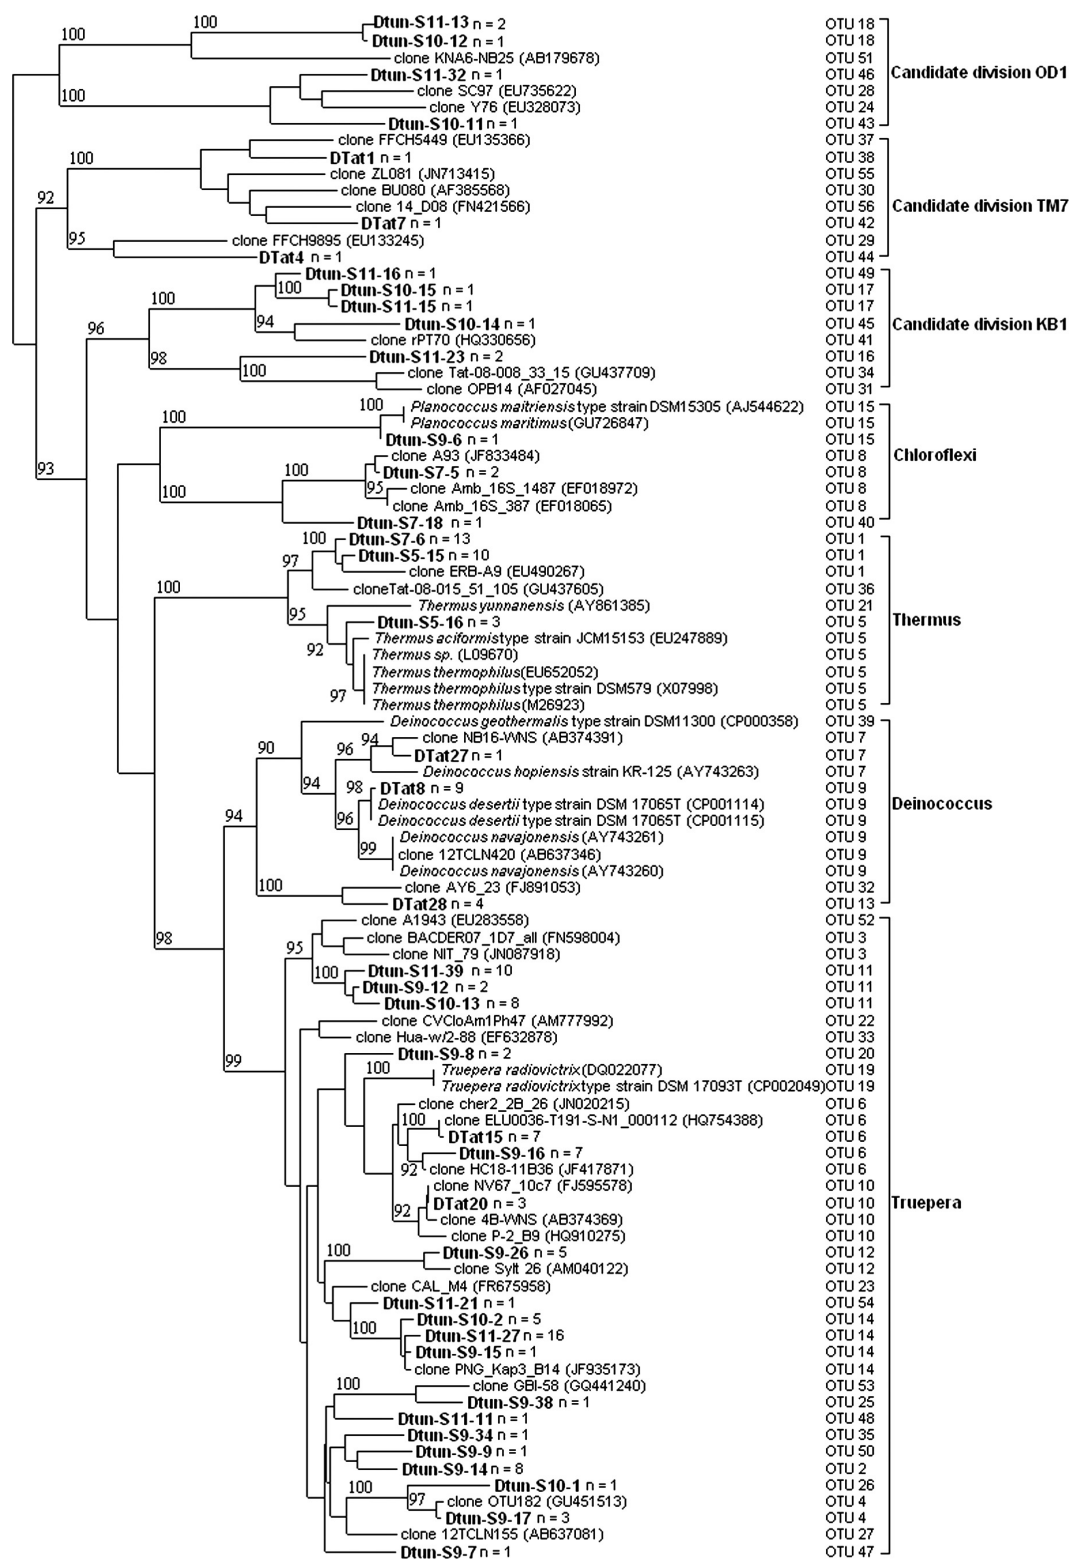 Dtun-S11-13 n = 2 OTU 18
100
Dtun-S10-12 n = 1 OTU 18
100
clone KNA6-NB25 (AB179678) OTU 51
Dtun-S11-32 n = 1 OTU 46 Candidate division OD1
clone SC97 (EU735622) OTU 28
100
clone Y76 (EU328073) OTU 24
Dtun-S10-11 n = 1 OTU 43
clone FFCH5449 (EU135366) OTU 37
DTat1 n = 1 OTU 38
100
clone ZL081 (JN713415) OTU 55
clone BU080 (AF385568) OTU 30
92
clone 14_D08 (FN421566) OTU 56 Candidate division TM7
DTat7 n = 1 OTU 42
95
clone FFCH9895 (EU133245) OTU 29
DTat4 n = 1 OTU 44
Dtun-S11-16 n = 1 OTU 49
100
Dtun-S10-15 n = 1 OTU 17
100
Dtun-S11-15 n = 1 OTU 17
96 94
Dtun-S10-14 n = 1 OTU 45 Candidate division KB1
clone rPT70 (HQ330656) OTU 41
98
Dtun-S11-23 n = 2 OTU 16
100
clone Tat-08-008_33_15 (GU437709) OTU 34
clone OPB14 (AF027045) OTU 31
100
Planococcus maitriensis type strain DSM15305 (AJ544622) OTU 15
100
Planococcus maritimus (GU726847) OTU 15
Dtun-S9-6 n = 1 OTU 15
clone A93 (JF833484) OTU 8 Chloroflexi
93 100
Dtun-S7-5 n = 2 OTU 8
100 95
clone Amb_16S_1487 (EF018972) OTU 8
clone Amb_16S_387 (EF018065) OTU 8
Dtun-S7-18 n = 1 OTU 40
100
Dtun-S7-6 n = 13 OTU 1
97
Dtun-S5-15 n = 10 OTU 1
clone ERB-A9 (EU490267) OTU 1
100
cloneTat-08-015_51_105 (GU437605) OTU 36
95
Thermus yunnanensis (AY861385) OTU 21
Dtun-S5-16 n = 3 OTU 5 Thermus
92
Thermus aciformis type strain JCM15153 (EU247889) OTU 5
Thermus sp. (L09670) OTU 5
Thermus thermophilus (EU652052) OTU 5
97
Thermus thermophilus type strain DSM579 (X07998) OTU 5
Thermus thermophilus (M26923) OTU 5
Deinococcus geothermalis type strain DSM11300 (CP000358) OTU 39
94
clone NB16-WNS (AB374391) OTU 7
90 96
DTat27 n = 1 OTU 7
Deinococcus hopiensis strain KR-125 (AY743263) OTU 7
94 98
DTat8 n = 9 OTU 9
Deinococcus desertii type strain DSM 17065T (CP001114) OTU 9 Deinococcus
94 96
Deinococcus desertii type strain DSM 17065T (CP001115) OTU 9
Deinococcus navajonensis (AY743261) OTU 9
99
clone 12TCLN420 (AB637346) OTU 9
Deinococcus navajonensis (AY743260) OTU 9
100
clone AY6_23 (FJ891053) OTU 32
DTat28 n = 4 OTU 13
clone A1943 (EU283558) OTU 52
98 95
clone BACDER07_1D7_all (FN598004) OTU 3
clone NIT_79 (JN087918) OTU 3
100
Dtun-S11-39 n = 10 OTU 11
Dtun-S9-12 n = 2 OTU 11
Dtun-S10-13 n = 8 OTU 11
clone CVCloAm1Ph47 (AM777992) OTU 22
clone Hua-w/2-88 (EF632878) OTU 33
99
Dtun-S9-8 n = 2 OTU 20
100
Truepera radiovictrix (DQ022077) OTU 19
Truepera radiovictrix type strain DSM 17093T (CP002049) OTU 19
clone cher2_2B_26 (JN020215) OTU 6
100
clone ELU0036-T191-S-N1_000112 (HQ754388) OTU 6
DTat15 n = 7 OTU 6
Dtun-S9-16 n = 7 OTU 6
92
clone HC18-11B36 (JF417871) OTU 6
clone NV67_10c7 (FJ595578) OTU 10
DTat20 n = 3 OTU 10 Truepera
92
clone 4B-WNS (AB374369) OTU 10
clone P-2_B9 (HQ910275) OTU 10
100
Dtun-S9-26 n = 5 OTU 12
clone Sylt 26 (AM040122) OTU 12
clone CAL_M4 (FR675958) OTU 23
Dtun-S11-21 n = 1 OTU 54
Dtun-S10-2 n = 5 OTU 14
100
Dtun-S11-27 n = 16 OTU 14
Dtun-S9-15 n = 1 OTU 14
clone PNG_Kap3_B14 (JF935173) OTU 14
100
clone GBI-58 (GQ441240) OTU 53
Dtun-S9-38 n = 1 OTU 25
Dtun-S11-11 n = 1 OTU 48
Dtun-S9-34 n = 1 OTU 35
Dtun-S9-9 n = 1 OTU 50
Dtun-S9-14 n = 8 OTU 2
100
Dtun-S10-1 n = 1 OTU 26
97
clone OTU182 (GU451513) OTU 4
Dtun-S9-17 n = 3 OTU 4
clone 12TCLN155 (AB637081) OTU 27
Dtun-S9-7 n = 1 OTU 47